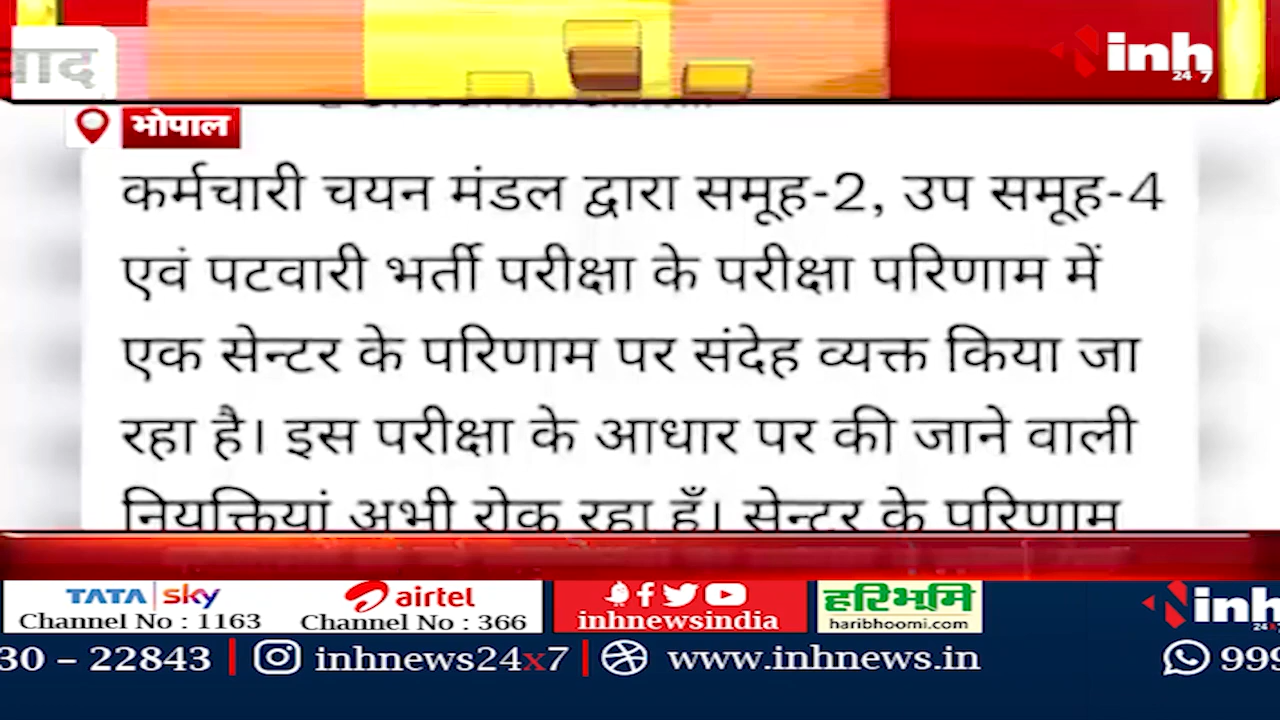 inh
24 7
भोपाल
कर्मचारी चयन मंडल द्वारा समूह-2, उप समूह-4
एवं पटवारी भर्ती परीक्षा के परीक्षा परिणाम में
एक सेन्टर के परिणाम पर संदेह व्यक्त किया जा
रहा है। इस परीक्षा के आधार पर की जाने वाली
नियुक्तियां अभी रोक रहा हूँ। सेन्टर के परिणाम
TATA sky
Channel No : 1163
airtel
Channel No : 366
inhnewsindia
हरिभूमि
haribhoomi.com
inh
24x7
30 – 22843 | inhnews24x7 | www.inhnews.in
999